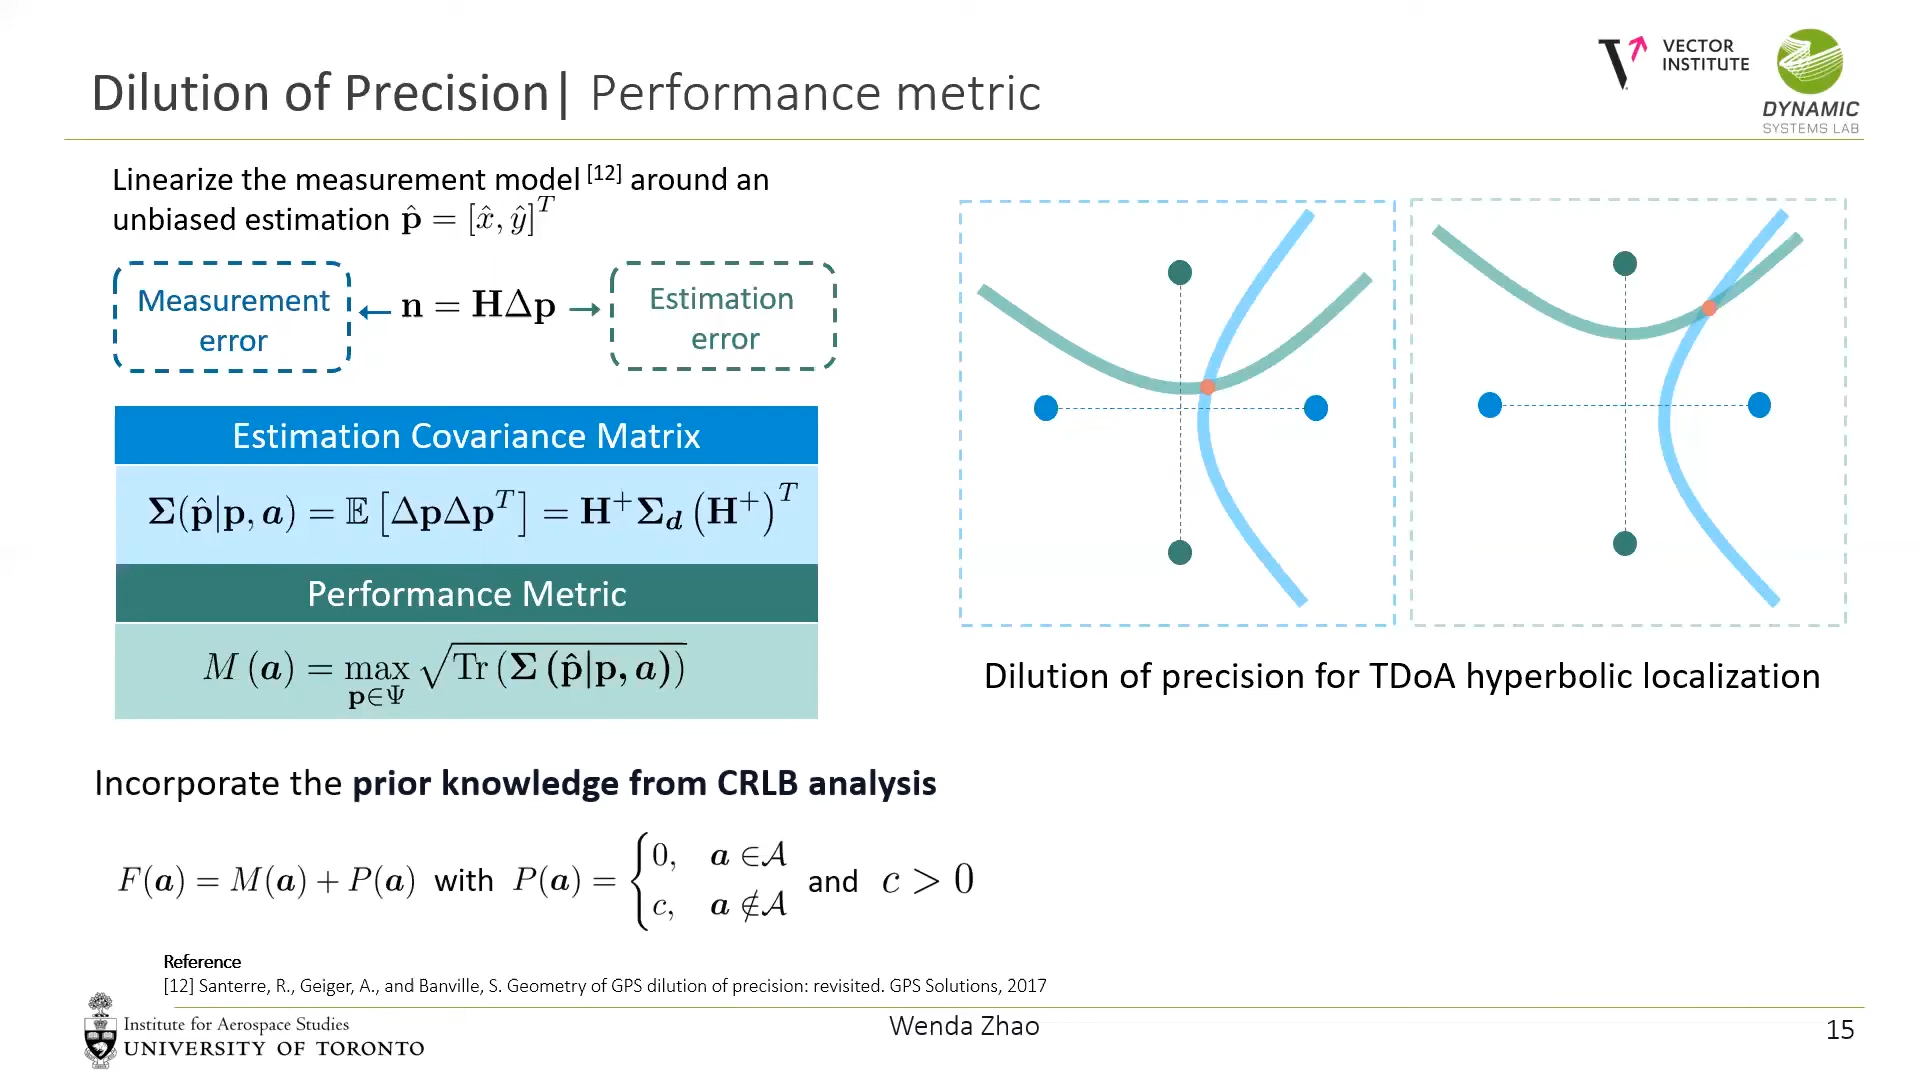 Dilution of Precision| Performance metric
VECTOR
INSTITUTE
DYNAMIC
SYSTEMS LAB
Linearize the measurement model [12] around an
unbiased estimation p̂ = [x̂, ŷ]ᵀ
Measurement
error
n = HΔp
Estimation
error
Estimation Covariance Matrix
Σ(p̂|p, a) = 𝔼 [ΔpΔpᵀ] = H⁺Σ_d (H⁺)ᵀ
Performance Metric
M (a) = max_{p∈Ψ} √(Tr (Σ (p̂|p, a)))
Dilution of precision for TDoA hyperbolic localization
Incorporate the prior knowledge from CRLB analysis
F(a) = M(a) + P(a) with P(a) = { 0, a ∈ 𝒜
c, a ∉ 𝒜
and c > 0
Reference
[12] Santerre, R., Geiger, A., and Banville, S. Geometry of GPS dilution of precision: revisited. GPS Solutions, 2017
Institute for Aerospace Studies
UNIVERSITY OF TORONTO
Wenda Zhao
15